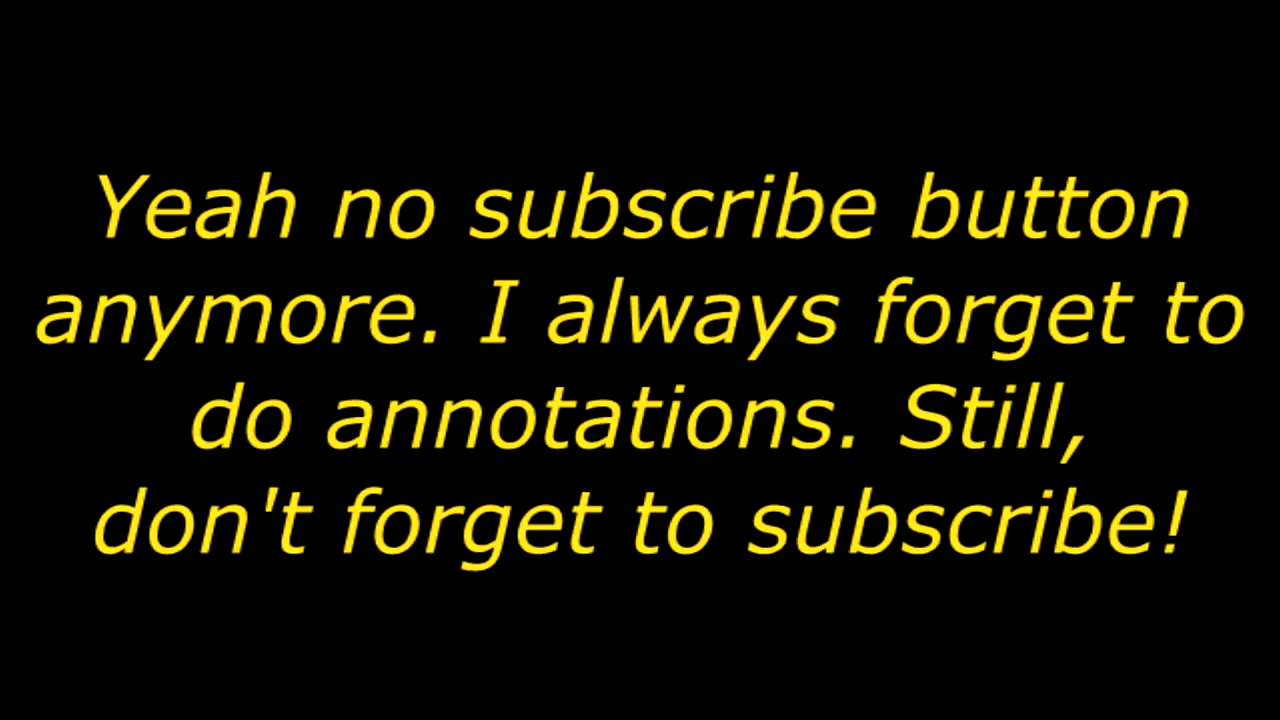 Yeah no subscribe button
anymore. I always forget to
do annotations. Still,
don't forget to subscribe!